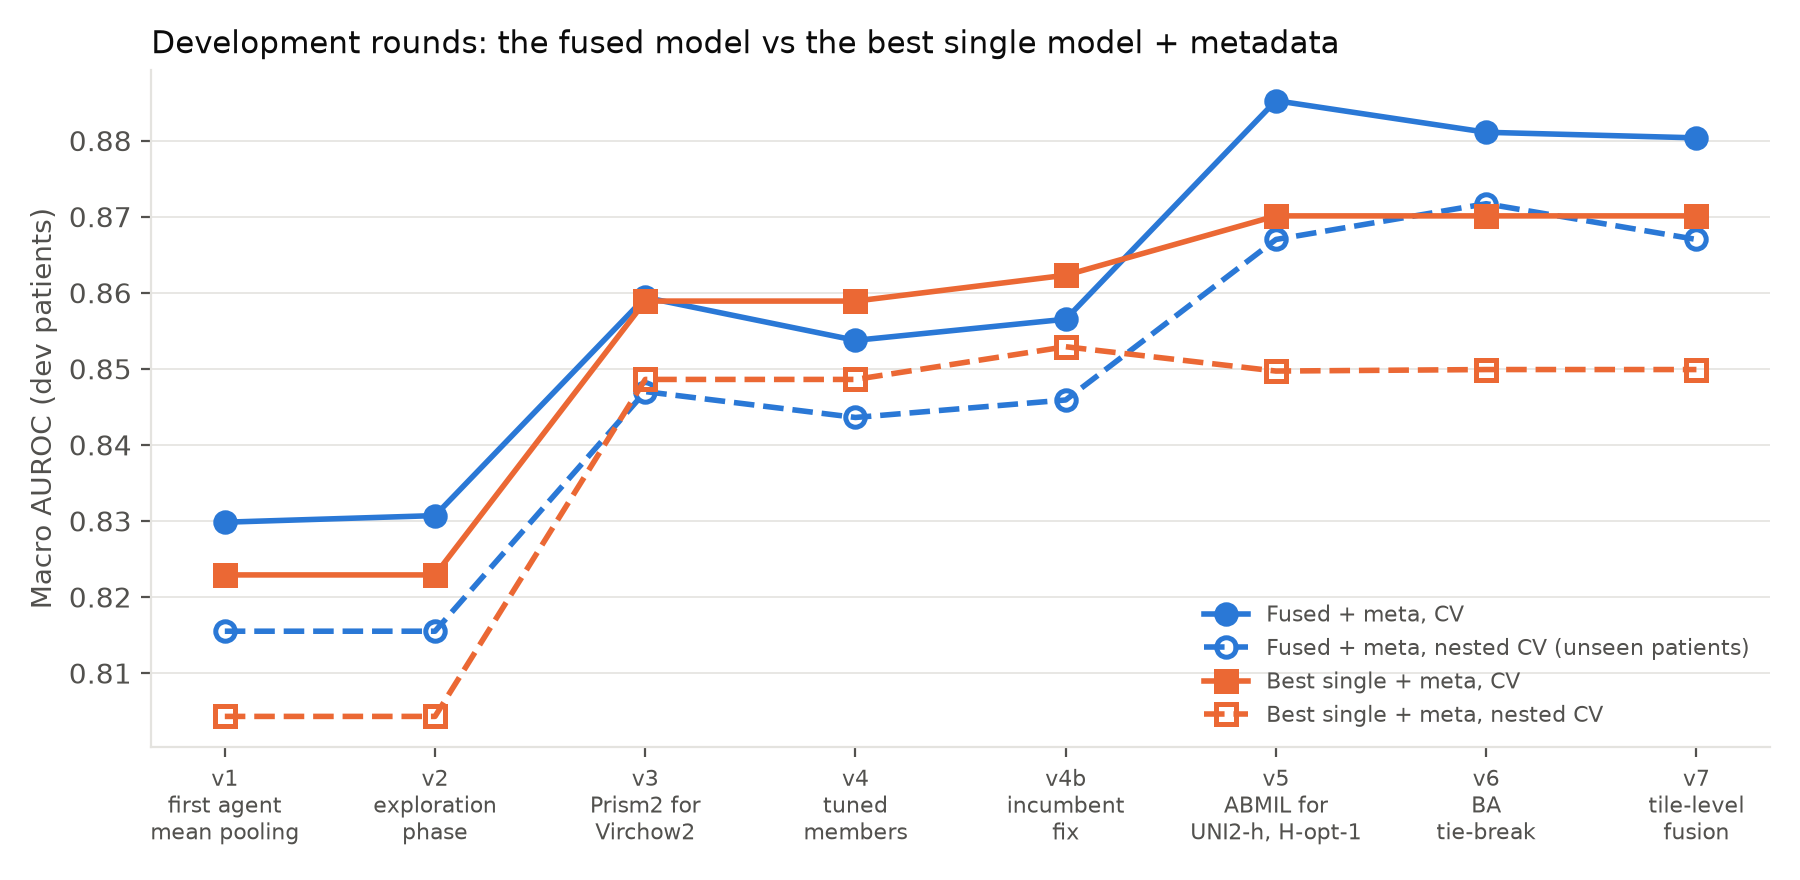 Development rounds: the fused model vs the best single model + metadata
Macro AUROC (dev patients)
0.88
0.87
0.86
0.85
0.84
0.83
0.82
0.81
Fused + meta, CV
Fused + meta, nested CV (unseen patients)
Best single + meta, CV
Best single + meta, nested CV
v1
first agent
mean pooling
v2
exploration
phase
v3
Prism2 for
Virchow2
v4
tuned
members
v4b
incumbent
fix
v5
ABMIL for
UNI2-h, H-opt-1
v6
BA
tie-break
v7
tile-level
fusion